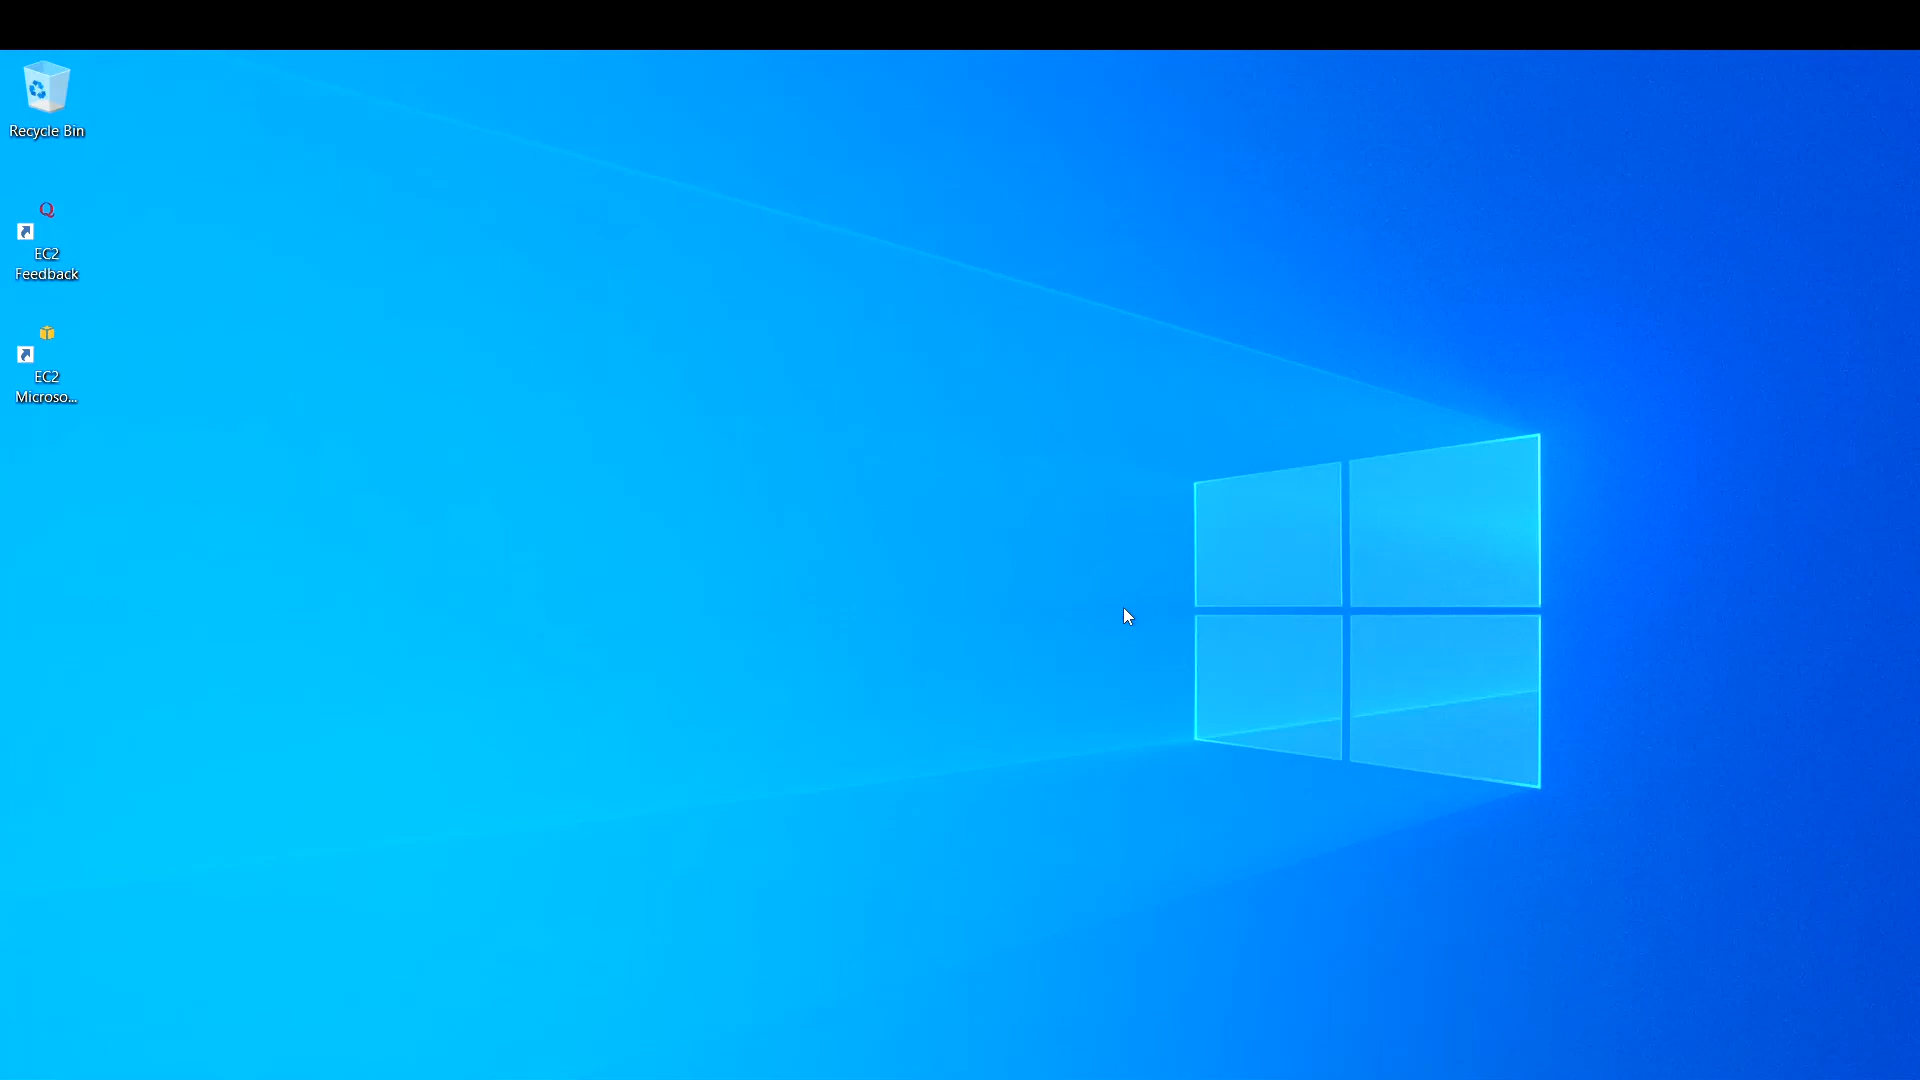 Recycle Bin
Q
EC2
Feedback
EC2
Microso...